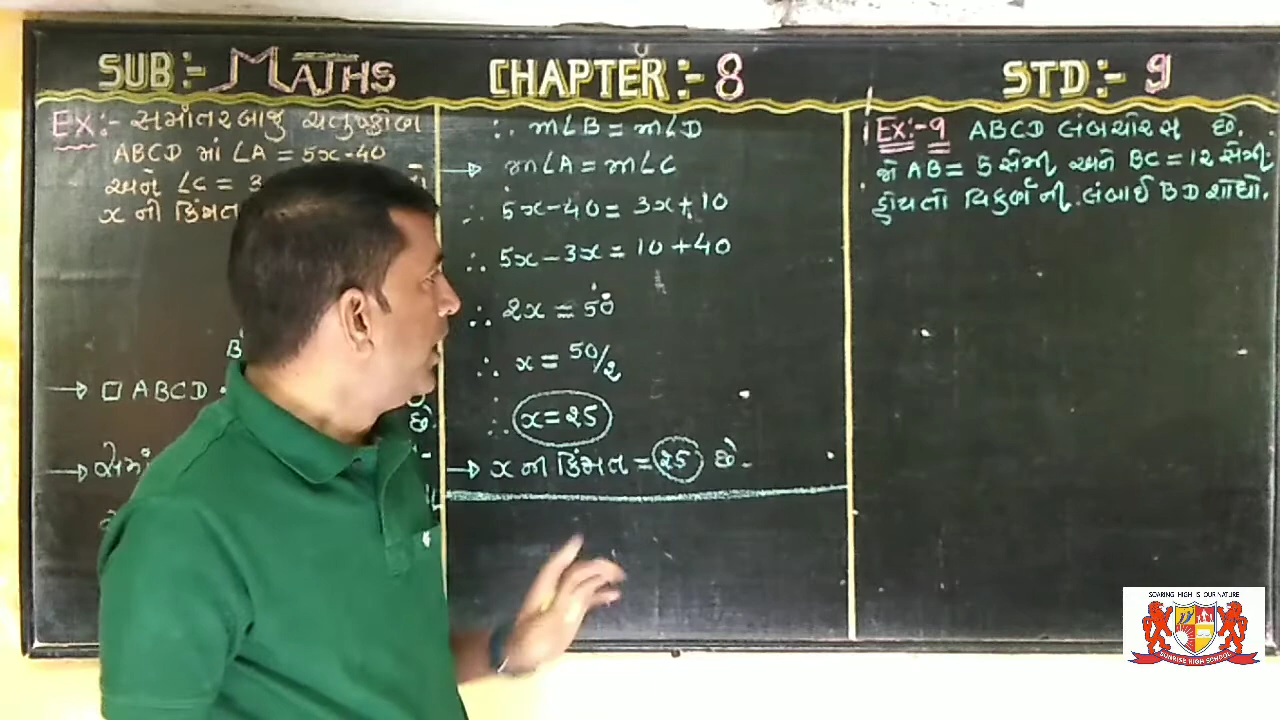 SUB:- MATHS
CHAPTER :- 8
STD :- 9
Ex:- સમાંતરબાજુ ચતુષ્કોણ
ABCD માં ∠A = 5x-40
અને ∠C = 3
x ની કિંમત
B
→ □ ABCD
છે.
→ સામ
∴ m∠B = m∠D
→ m∠A = m∠C
∴ 5x-40 = 3x+10
∴ 5x-3x = 10+40
∴ 2x = 50
∴ x = 50/2
∴ x = 25
→ x ની કિંમત = 25 છે.
Ex:-9 ABCD લંબચોરસ છે.
જો AB = 5 સેમી અને BC = 12 સેમી
હોય તો વિકર્ણની લંબાઈ BD શોધો.
SOARING HIGH IS OUR NATURE
SUNRISE HIGH SCHOOL